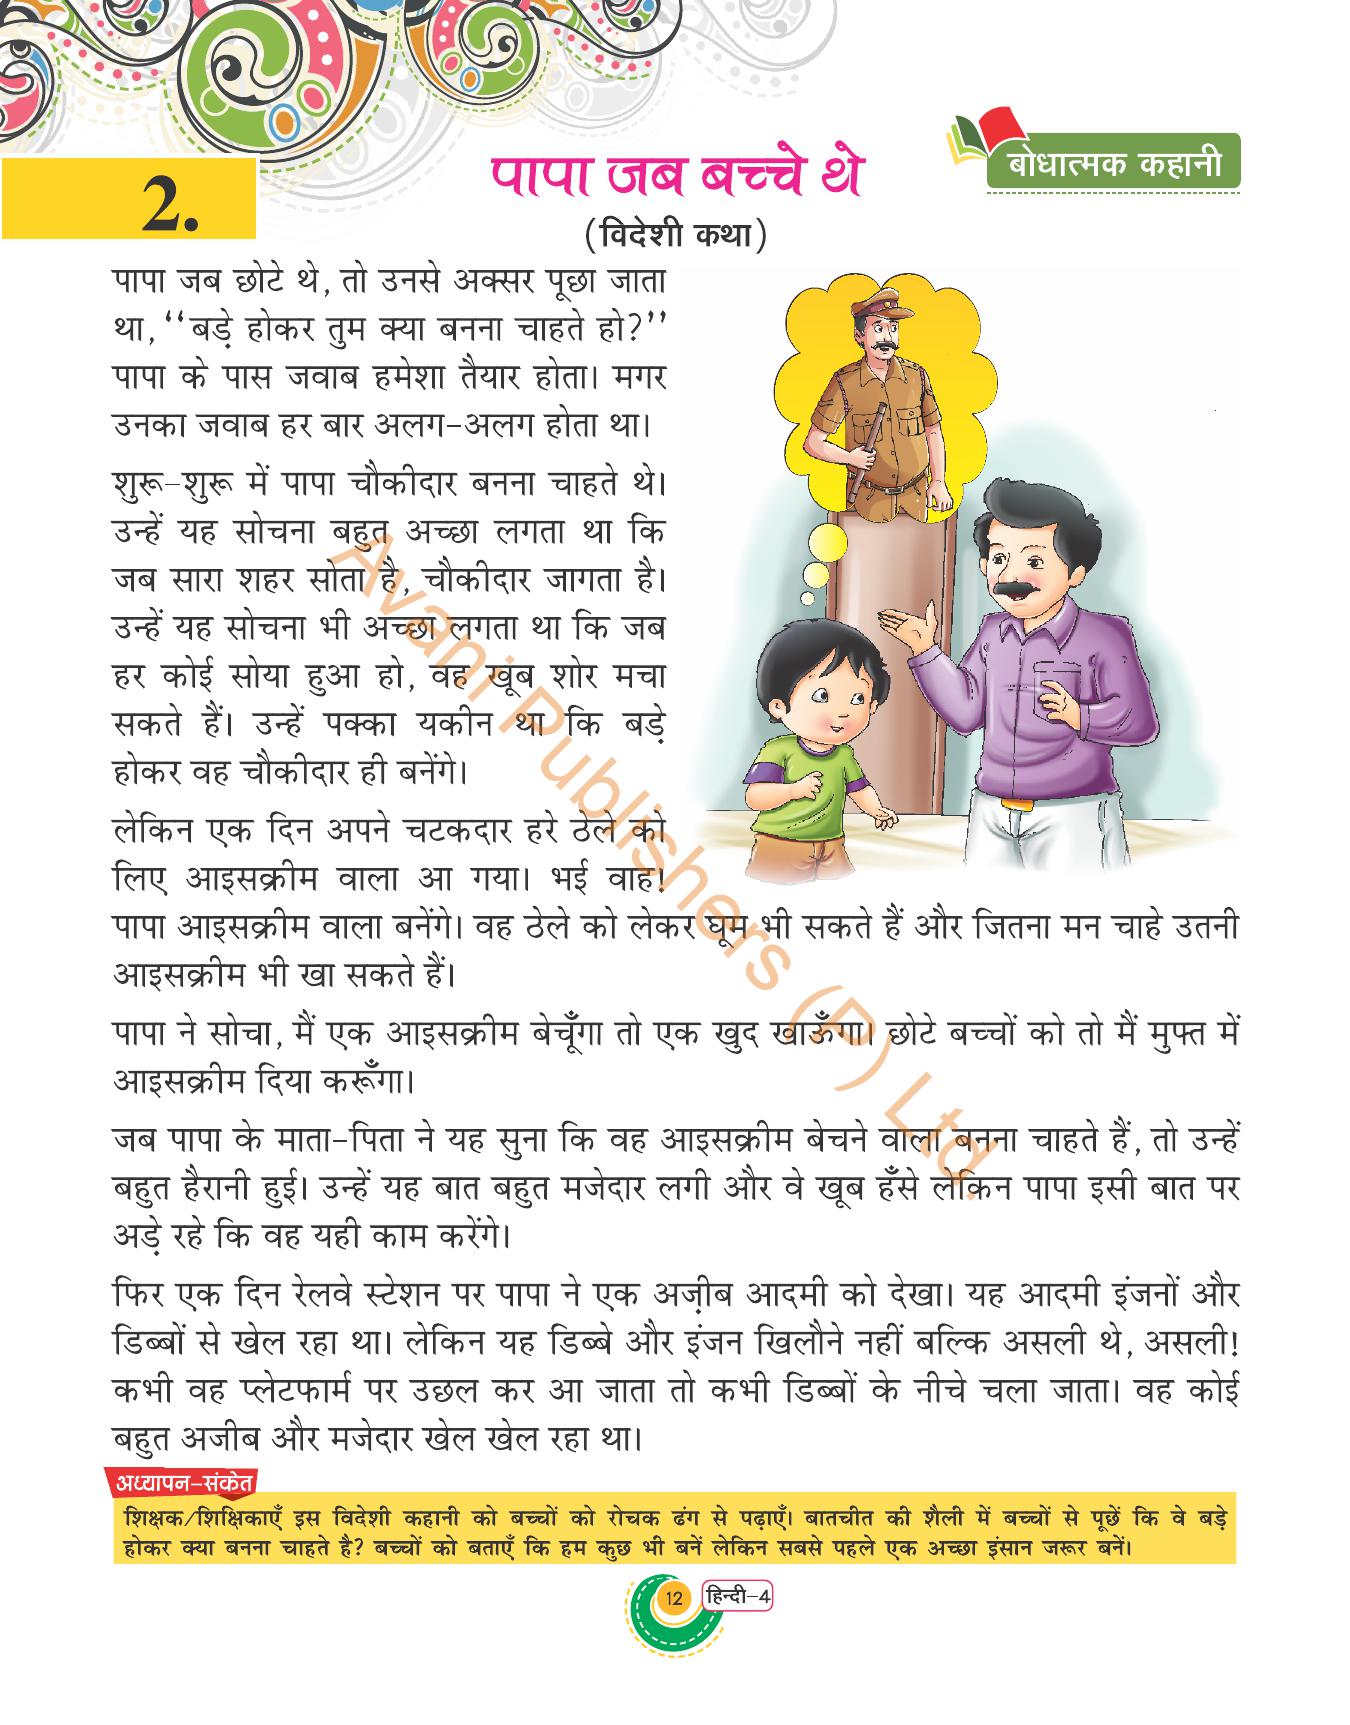 बोधात्मक कहानी
2.
पापा जब बच्चे थे
(विदेशी कथा)
पापा जब छोटे थे, तो उनसे अक्सर पूछा जाता
था, ‘‘बड़े होकर तुम क्या बनना चाहते हो?’’
पापा के पास जवाब हमेशा तैयार होता। मगर
उनका जवाब हर बार अलग-अलग होता था।
शुरू-शुरू में पापा चौकीदार बनना चाहते थे।
उन्हें यह सोचना बहुत अच्छा लगता था कि
जब सारा शहर सोता है, चौकीदार जागता है।
उन्हें यह सोचना भी अच्छा लगता था कि जब
हर कोई सोया हुआ हो, वह खूब शोर मचा
सकते हैं। उन्हें पक्का यकीन था कि बड़े
होकर वह चौकीदार ही बनेंगे।
लेकिन एक दिन अपने चटकदार हरे ठेले को
लिए आइसक्रीम वाला आ गया। भई वाह!
पापा आइसक्रीम वाला बनेंगे। वह ठेले को लेकर घूम भी सकते हैं और जितना मन चाहे उतनी
आइसक्रीम भी खा सकते हैं।
पापा ने सोचा, मैं एक आइसक्रीम बेचूँगा तो एक खुद खाऊँगा। छोटे बच्चों को तो मैं मुफ्त में
आइसक्रीम दिया करूँगा।
जब पापा के माता-पिता ने यह सुना कि वह आइसक्रीम बेचने वाला बनना चाहते हैं, तो उन्हें
बहुत हैरानी हुई। उन्हें यह बात बहुत मजेदार लगी और वे खूब हँसे लेकिन पापा इसी बात पर
अड़े रहे कि वह यही काम करेंगे।
फिर एक दिन रेलवे स्टेशन पर पापा ने एक अज़ीब आदमी को देखा। यह आदमी इंजनों और
डिब्बों से खेल रहा था। लेकिन यह डिब्बे और इंजन खिलौने नहीं बल्कि असली थे, असली!
कभी वह प्लेटफार्म पर उछल कर आ जाता तो कभी डिब्बों के नीचे चला जाता। वह कोई
बहुत अजीब और मजेदार खेल खेल रहा था।
अध्यापन-संकेत
शिक्षक/शिक्षिकाएँ इस विदेशी कहानी को बच्चों को रोचक ढंग से पढ़ाएँ। बातचीत की शैली में बच्चों से पूछें कि वे बड़े
होकर क्या बनना चाहते है? बच्चों को बताएँ कि हम कुछ भी बनें लेकिन सबसे पहले एक अच्छा इंसान जरूर बनें।
12 हिन्दी-4
Avani Publishers (P) Ltd.